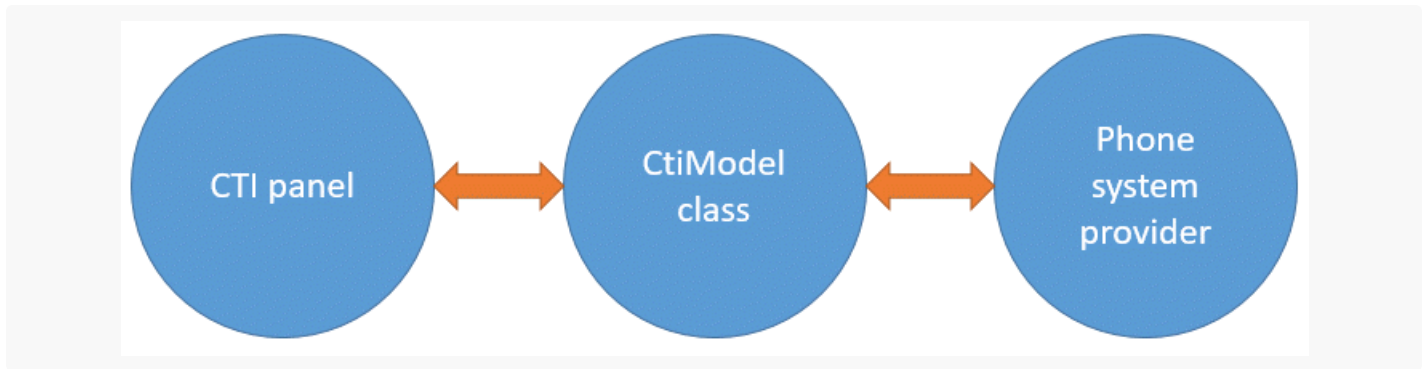 CTI panel
CtiModel
class
Phone
system
provider